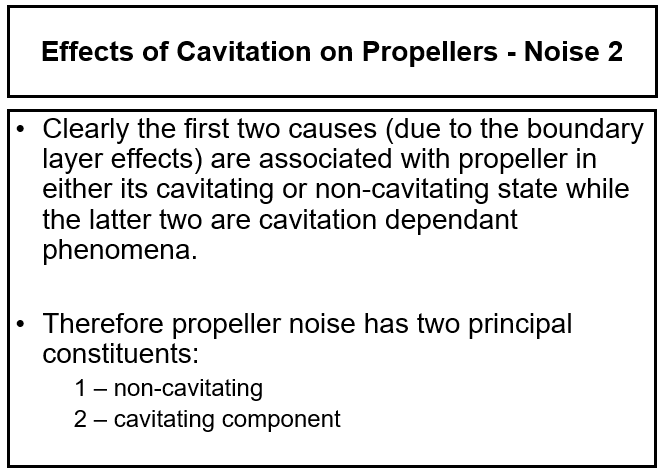 Effects of Cavitation on Propellers - Noise 2
• Clearly the first two causes (due to the boundary
layer effects) are associated with propeller in
either its cavitating or non-cavitating state while
the latter two are cavitation dependant
phenomena.
• Therefore propeller noise has two principal
constituents:
1 – non-cavitating
2 – cavitating component